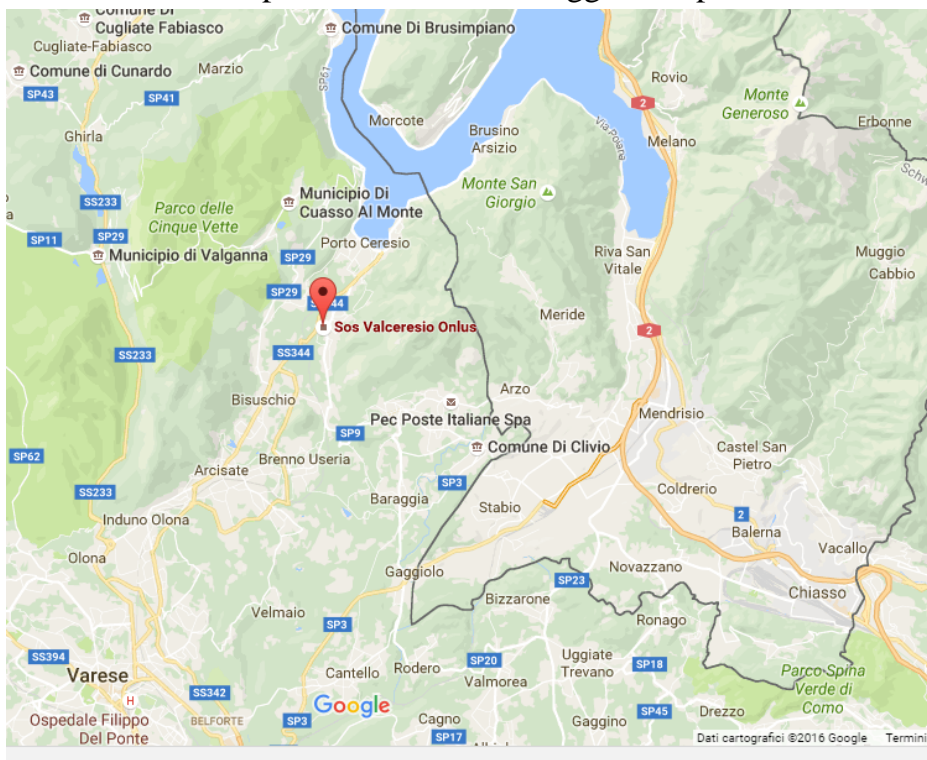 Comune Di
Cugliate Fabiasco
Comune Di Brusimpiano
Cugliate-Fabiasco
Comune di Cunardo
Marzio
SP61
SP43
SP41
Rovio
Monte
Generoso
2
Morcote
Brusino
Arsizio
Via Poiana
Melano
Erbonne
Ghirla
Monte San
Giorgio
Municipio Di
Cuasso Al Monte
SS233
Parco delle
Cinque Vette
SP11
SP29
Municipio di Valganna
SP29
Porto Ceresio
Riva San
Vitale
Muggio
Cabbio
SP29
Sos Valceresio Onlus
Meride
2
SS233
SS344
Arzo
Bisuschio
Pec Poste Italiane Spa
Mendrisio
SP9
Comune Di Clivio
Castel San
Pietro
SP62
Arcisate
Brenno Useria
SP3
Coldrerio
SS233
Baraggia
Stabio
2
Induno Olona
Balerna
Vacallo
Olona
Gaggiolo
SP23
Novazzano
Chiasso
Bizzarone
Velmaio
SP3
Ronago
SS394
Varese
Cantello
Rodero
SP20
Valmorea
Uggiate
Trevano
SP18
Parco Spina
Verde di
Como
SS342
Google
H
Ospedale Filippo
Del Ponte
BELFORTE
SP3
Cagno
SP17
Gaggino
SP45
Drezzo
Dati cartografici ©2016 Google
Termini